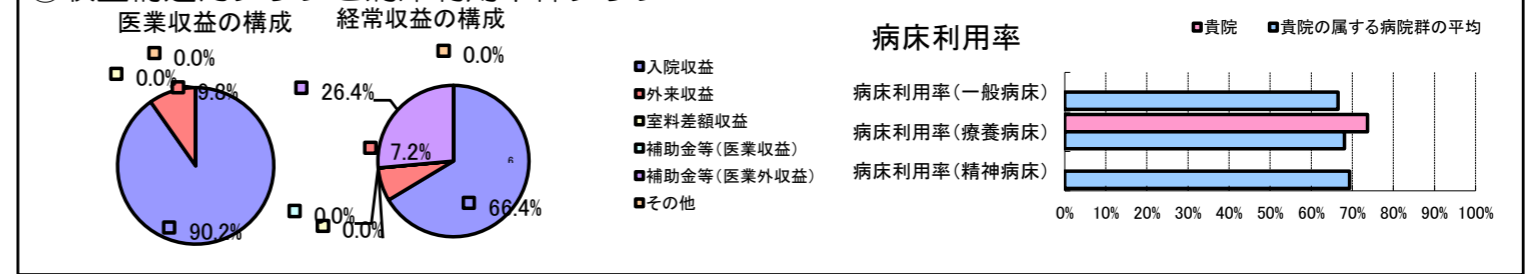 医業収益の構成
0.0%
0.0%
9.8%
90.2%
経常収益の構成
0.0%
26.4%
7.2%
0.0%
0.0%
66.4%
6
入院収益
外来収益
室料差額収益
補助金等(医業収益)
補助金等(医業外収益)
その他
病床利用率
貴院 貴院の属する病院群の平均
病床利用率(一般病床)
病床利用率(療養病床)
病床利用率(精神病床)
0% 10% 20% 30% 40% 50% 60% 70% 80% 90% 100%